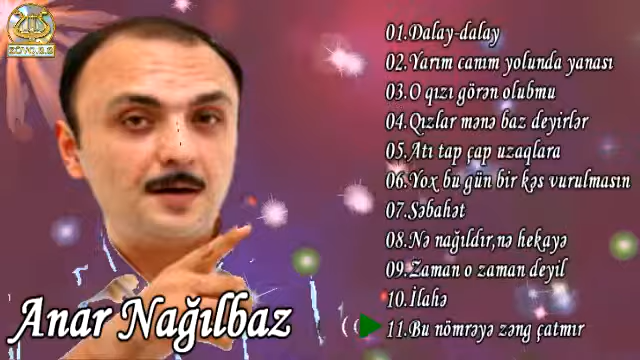 ZÖVQ.S.S
01.Dalay-dalay
02.Yarım canım yolunda yanası
03.O qızı görən olubmu
04.Qızlar mənə baz deyirlər
05.Atı tap çap uzaqlara
06.Yox bu gün bir kəs vurulmasın
07.Səbahət
08.Nə nağıldır,nə hekayə
09.Zaman o zaman deyil
10.İlahə
11.Bu nömrəyə zəng çatmır
Anar Nağılbaz